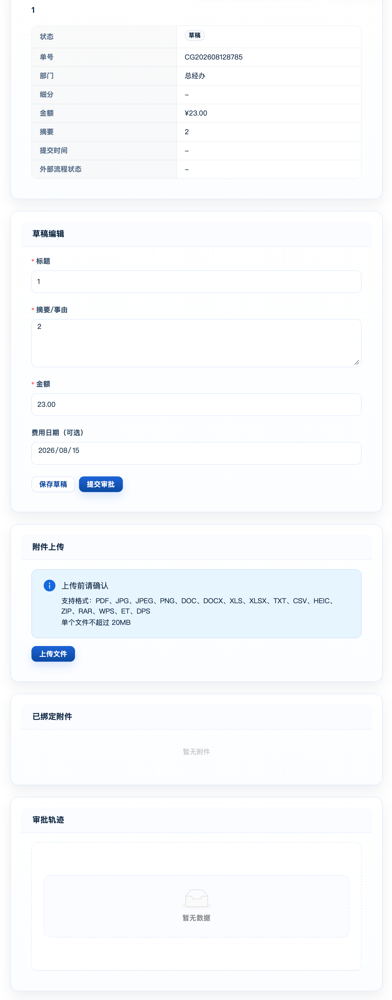 1
状态
草稿
单号
CG202608128785
部门
总经办
细分
–
金额
¥23.00
摘要
2
提交时间
–
外部流程状态
–
草稿编辑
* 标题
1
* 摘要/事由
2
* 金额
23.00
费用日期（可选）
2026/08/15
保存草稿
提交审批
附件上传
上传前请确认
支持格式：PDF、JPG、JPEG、PNG、DOC、DOCX、XLS、XLSX、TXT、CSV、HEIC、
ZIP、RAR、WPS、ET、DPS
单个文件不超过 20MB
上传文件
已绑定附件
暂无附件
审批轨迹
暂无数据